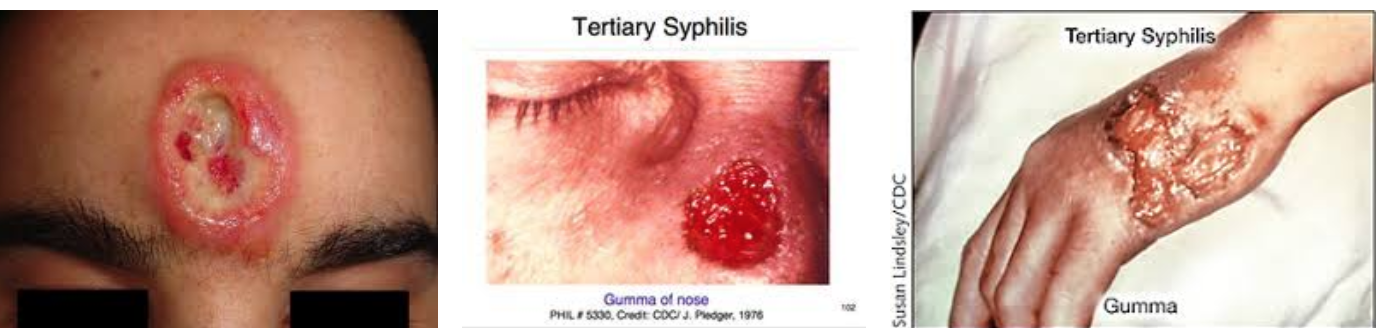 Tertiary Syphilis
Gumma of nose
PHIL # 5330, Credit: CDC/ J. Pledger, 1976
102
Tertiary Syphilis
Susan Lindsley/CDC
Gumma